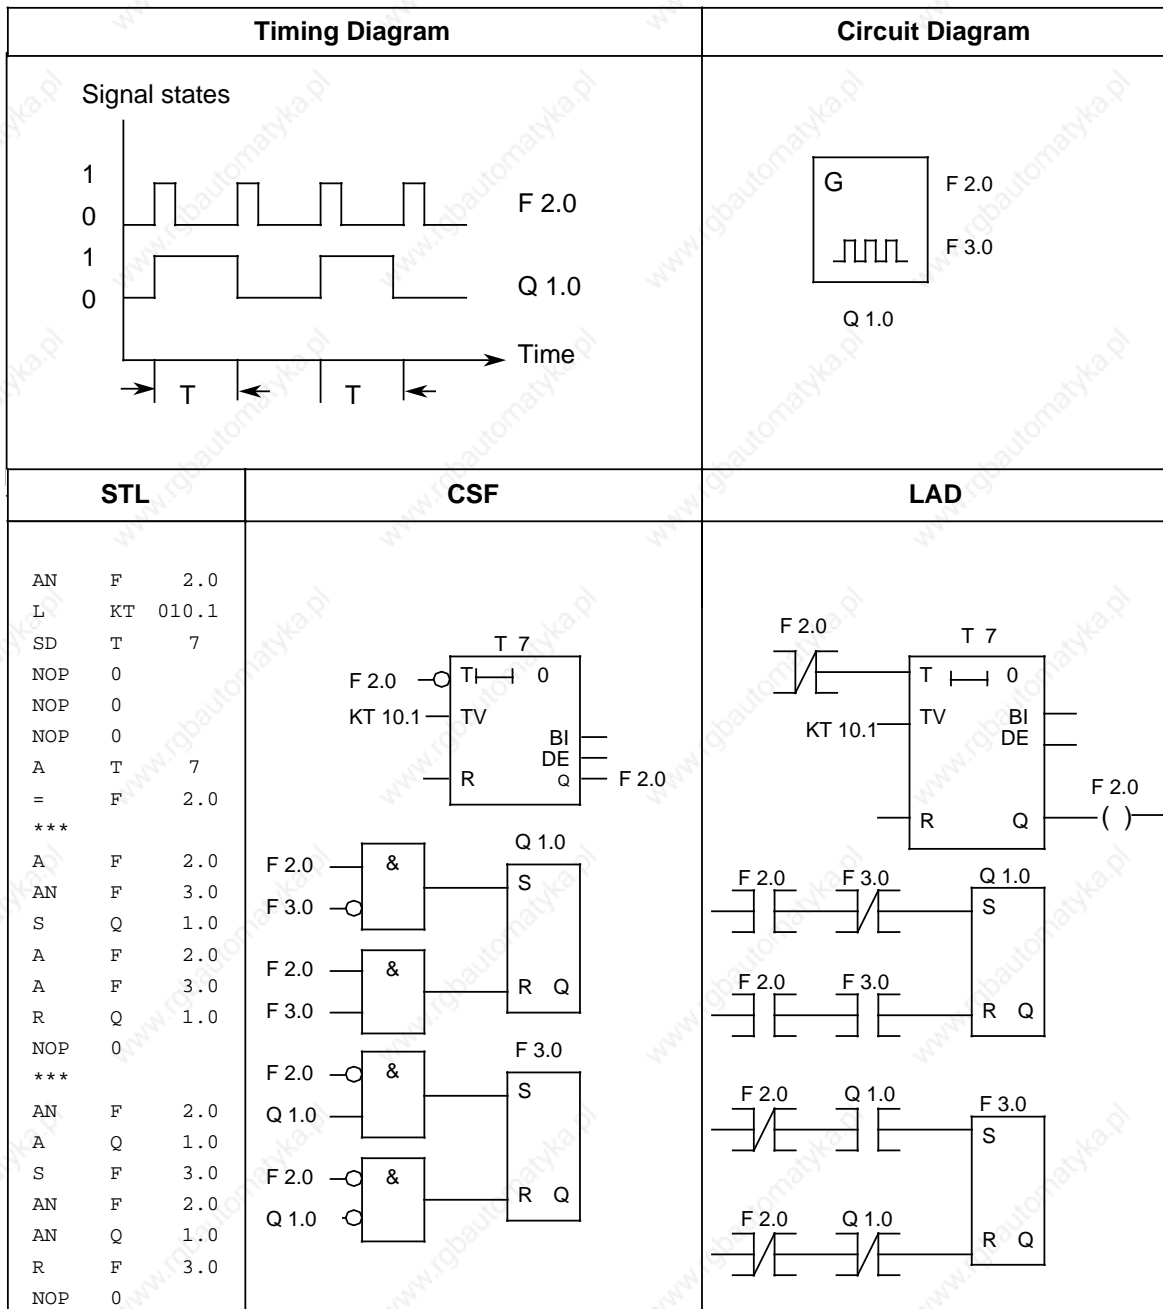 Timing Diagram
Circuit Diagram
Signal states
1
0
F 2.0
1
0
Q 1.0
Time
T
T
G
F 2.0
F 3.0
Q 1.0
STL
CSF
LAD
AN F 2.0
L KT 010.1
SD T 7
NOP 0
NOP 0
NOP 0
A T 7
= F 2.0
***
A F 2.0
AN F 3.0
S Q 1.0
A F 2.0
A F 3.0
R Q 1.0
NOP 0
***
AN F 2.0
A Q 1.0
S F 3.0
AN F 2.0
AN Q 1.0
R F 3.0
NOP 0
T 7
F 2.0
T 0
KT 10.1
TV
BI
DE
R
Q
F 2.0
Q 1.0
F 2.0
&
S
F 3.0
F 2.0
&
R Q
F 3.0
F 3.0
F 2.0
&
S
Q 1.0
F 2.0
&
R Q
Q 1.0
F 2.0
T 7
T 0
KT 10.1
TV
BI
DE
F 2.0
R
Q
( )
F 2.0
F 3.0
Q 1.0
S
F 2.0
F 3.0
R Q
F 2.0
Q 1.0
F 3.0
S
F 2.0
Q 1.0
R Q
www.rgbautomatyka.pl